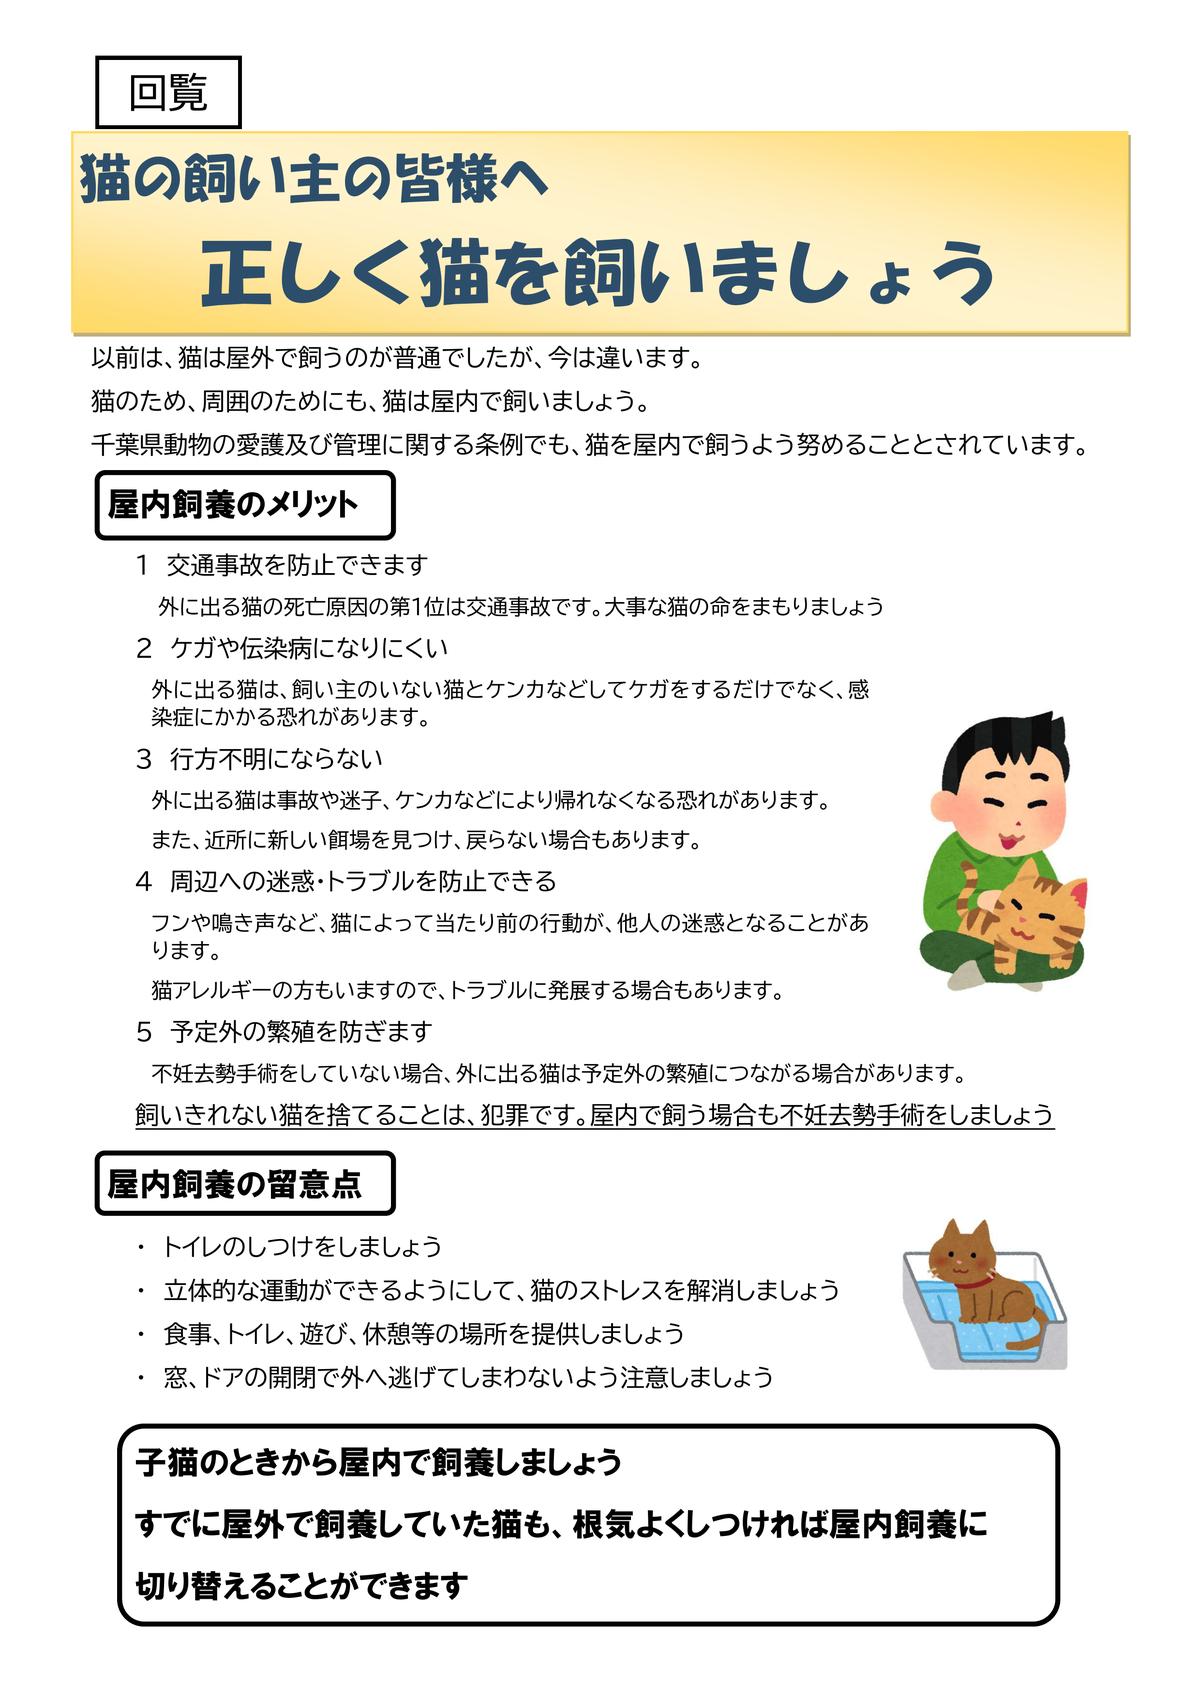 回覧
猫の飼い主の皆様へ
正しく猫を飼いましょう
以前は、猫は屋外で飼うのが普通でしたが、今は違います。
猫のため、周囲のためにも、猫は屋内で飼いましょう。
千葉県動物の愛護及び管理に関する条例でも、猫を屋内で飼うよう努めることとされています。
屋内飼養のメリット
1 交通事故を防止できます
外に出る猫の死亡原因の第1位は交通事故です。大事な猫の命をまもりましょう
2 ケガや伝染病になりにくい
外に出る猫は、飼い主のいない猫とケンカなどしてケガをするだけでなく、感
染症にかかる恐れがあります。
3 行方不明にならない
外に出る猫は事故や迷子、ケンカなどにより帰れなくなる恐れがあります。
また、近所に新しい餌場を見つけ、戻らない場合もあります。
4 周辺への迷惑・トラブルを防止できる
フンや鳴き声など、猫によって当たり前の行動が、他人の迷惑となることがあ
ります。
猫アレルギーの方もいますので、トラブルに発展する場合もあります。
5 予定外の繁殖を防ぎます
不妊去勢手術をしていない場合、外に出る猫は予定外の繁殖につながる場合があります。
飼いきれない猫を捨てることは、犯罪です。屋内で飼う場合も不妊去勢手術をしましょう
屋内飼養の留意点
・ トイレのしつけをしましょう
・ 立体的な運動ができるようにして、猫のストレスを解消しましょう
・ 食事、トイレ、遊び、休憩等の場所を提供しましょう
・ 窓、ドアの開閉で外へ逃げてしまわないよう注意しましょう
子猫のときから屋内で飼養しましょう
すでに屋外で飼養していた猫も、根気よくしつければ屋内飼養に
切り替えることができます